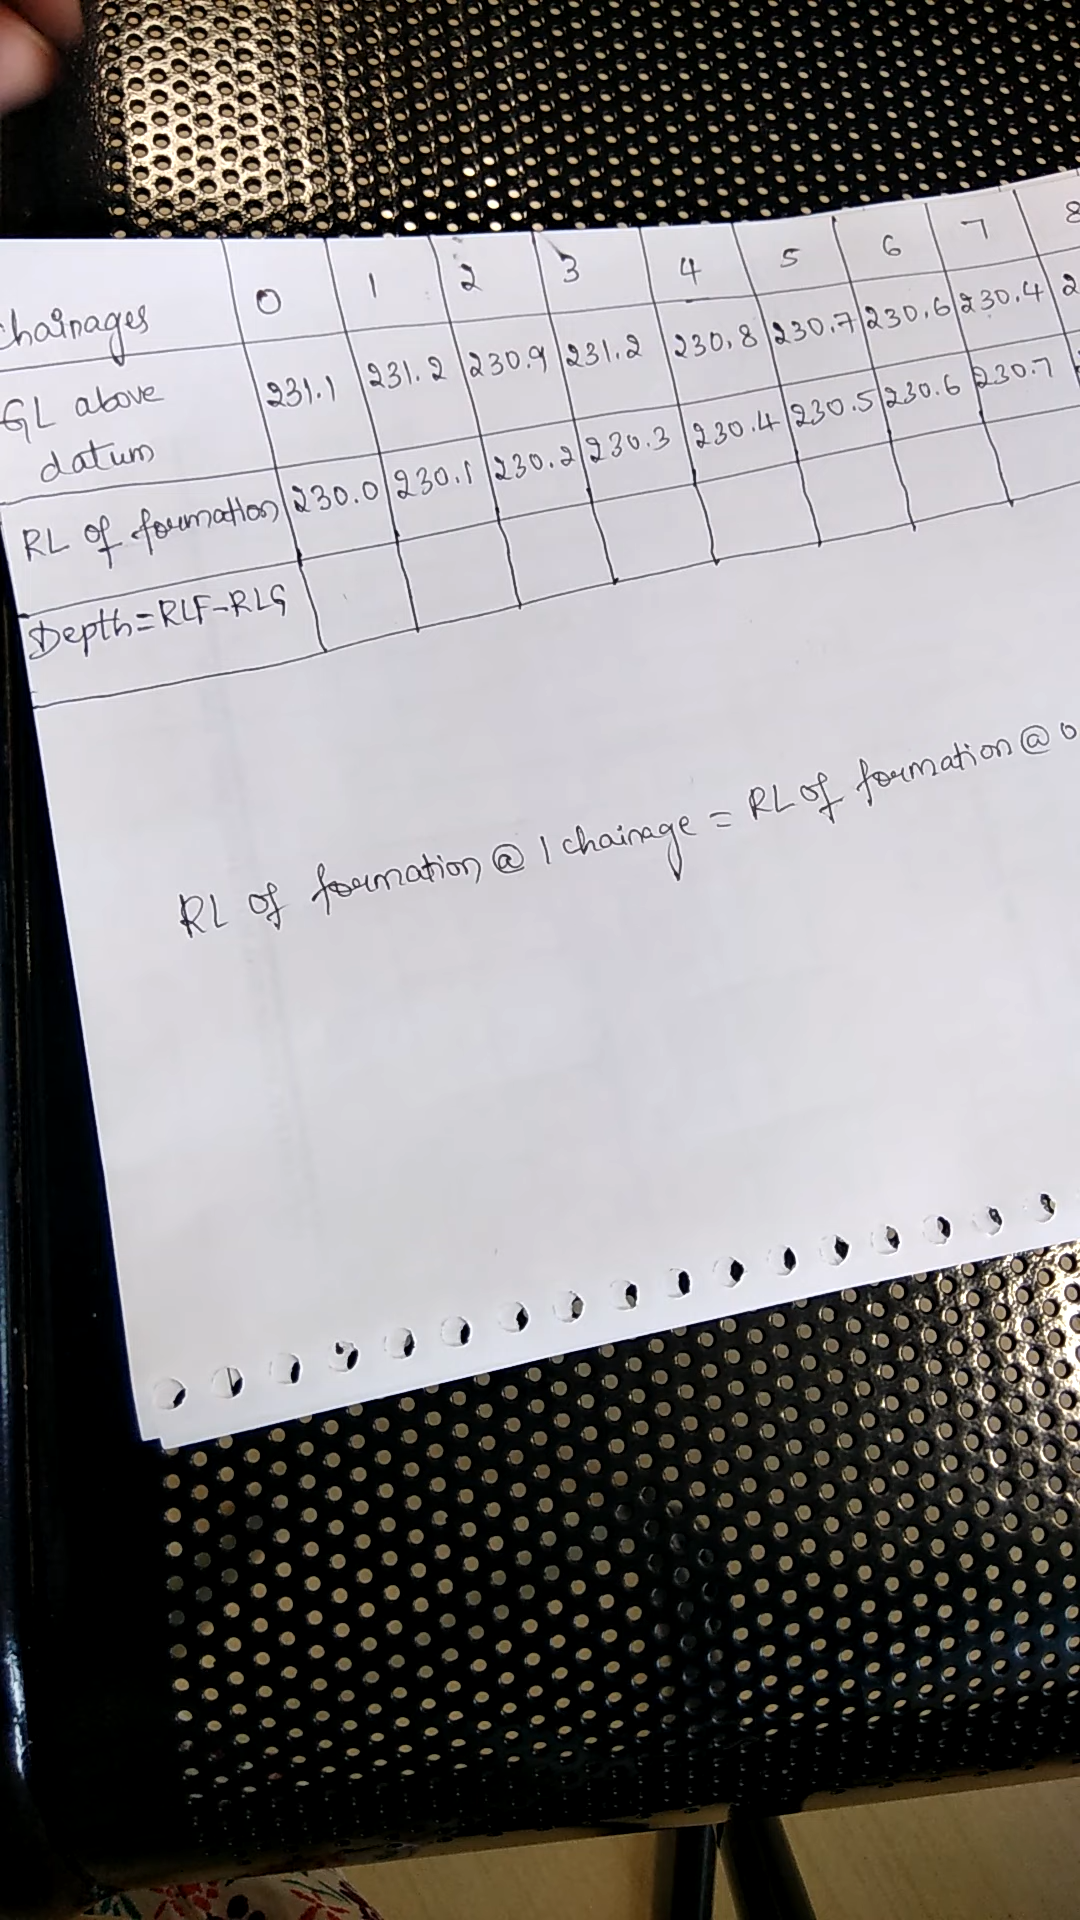 chainages 0 1 2 3 4 5 6 7 8
GL above datum 231.1 231.2 230.9 231.2 230.8 230.7 230.6 230.4
RL of formation 230.0 230.1 230.2 230.3 230.4 230.5 230.6 230.7
Depth=RLF-RLG
RL of formation @ 1 chainage = RL of formation @ 0